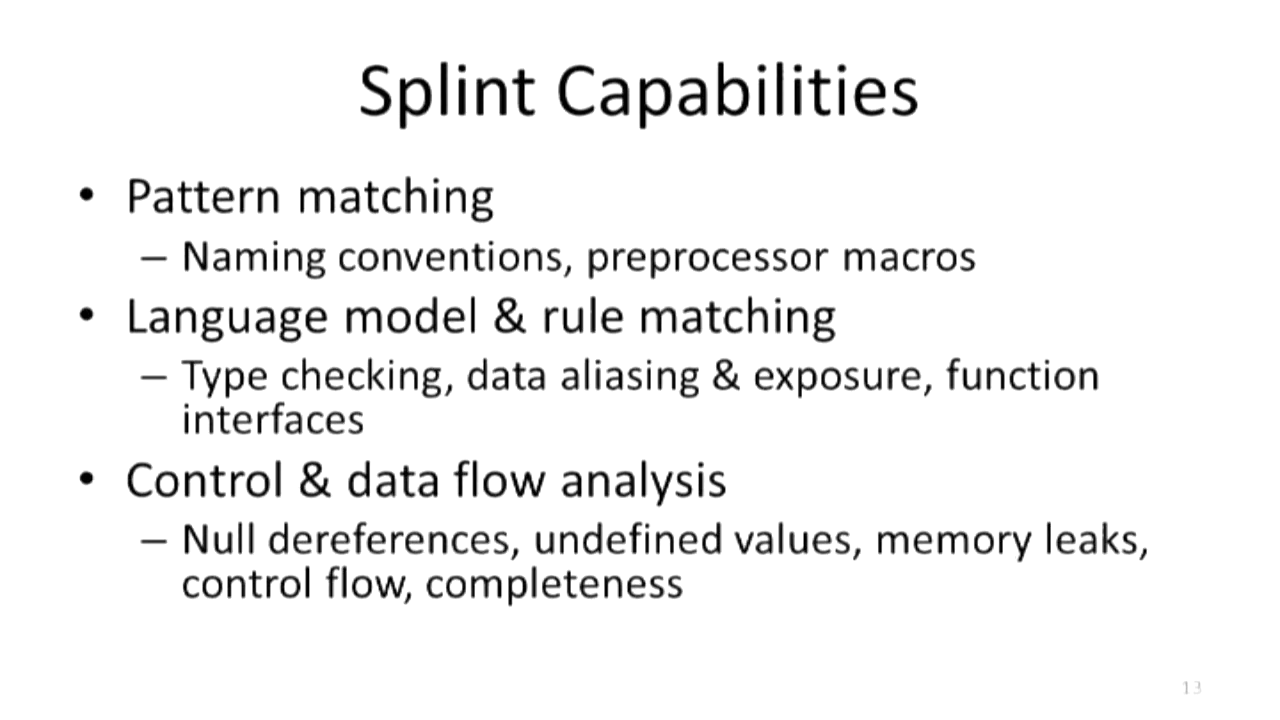 Splint Capabilities
• Pattern matching
– Naming conventions, preprocessor macros
• Language model & rule matching
– Type checking, data aliasing & exposure, function
interfaces
• Control & data flow analysis
– Null dereferences, undefined values, memory leaks,
control flow, completeness
13